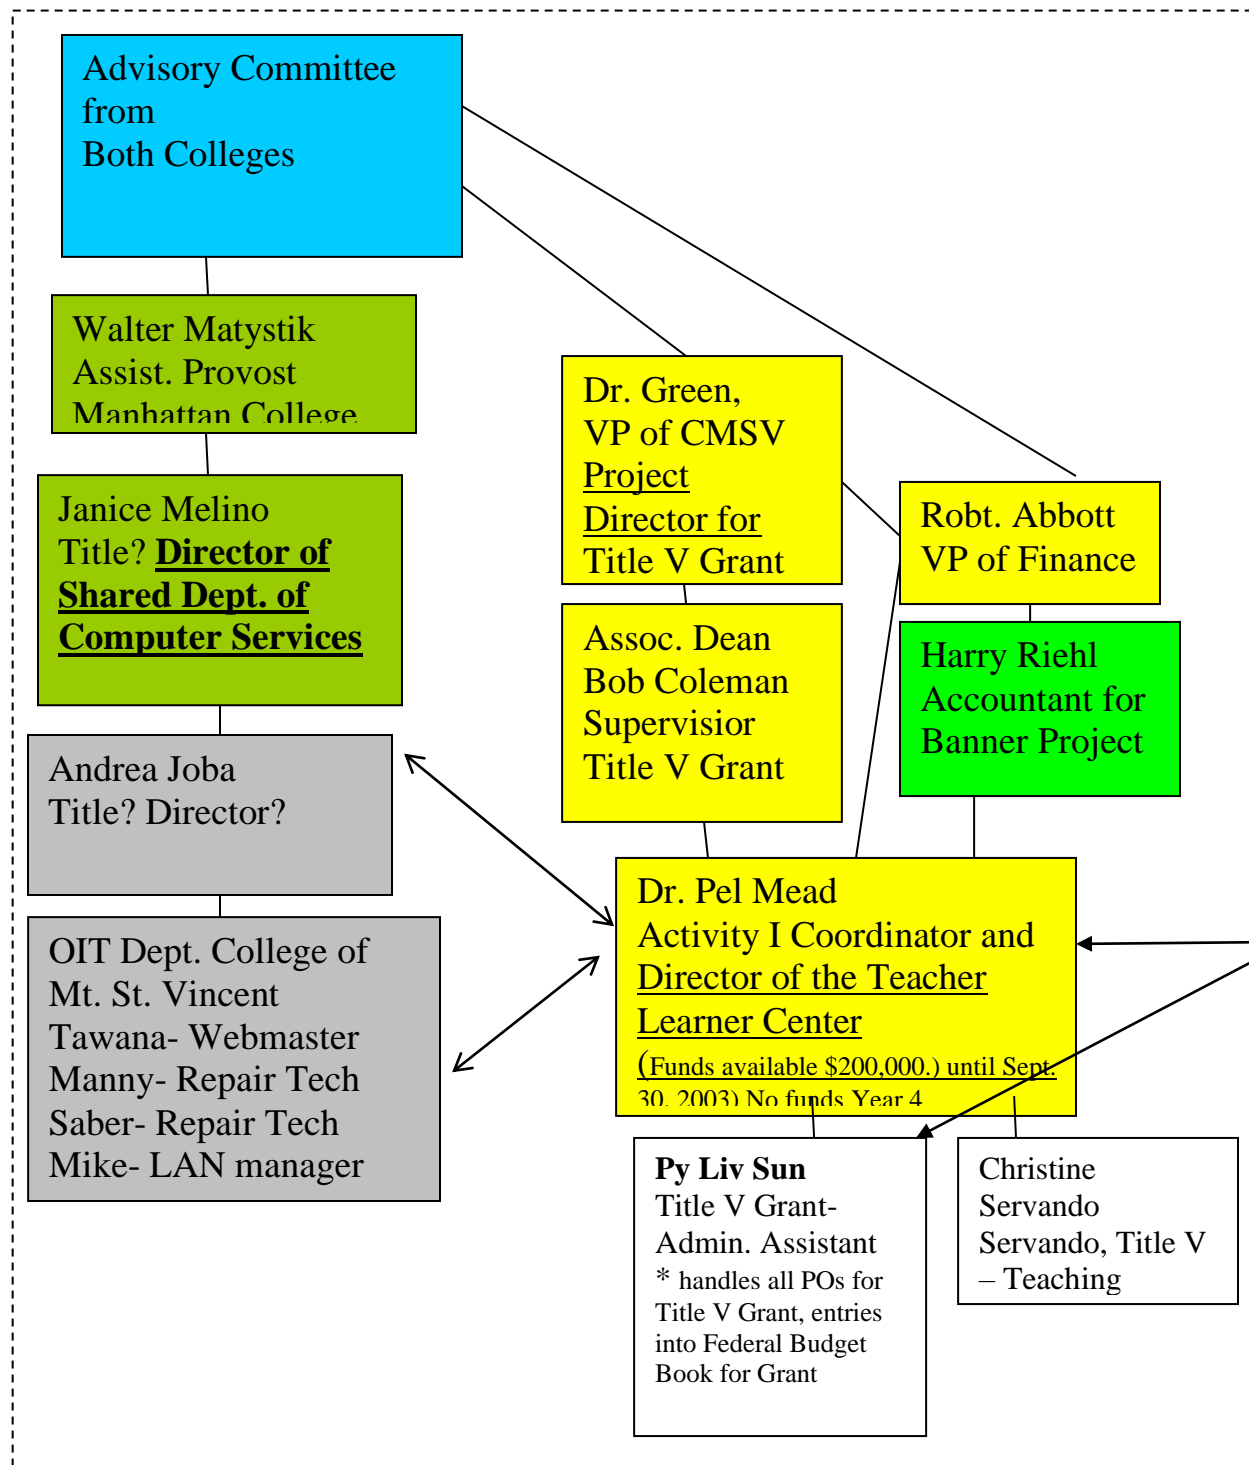 Advisory Committee
from
Both Colleges
Walter Matystik
Assist. Provost
Manhattan College
Janice Melino
Title? Director of
Shared Dept. of
Computer Services
Andrea Joba
Title? Director?
OIT Dept. College of
Mt. St. Vincent
Tawana- Webmaster
Manny- Repair Tech
Saber- Repair Tech
Mike- LAN manager
Dr. Green,
VP of CMSV
Project
Director for
Title V Grant
Assoc. Dean
Bob Coleman
Supervisior
Title V Grant
Robt. Abbott
VP of Finance
Harry Riehl
Accountant for
Banner Project
Dr. Pel Mead
Activity I Coordinator and
Director of the Teacher
Learner Center
(Funds available $200,000.) until Sept.
30, 2003) No funds Year 4
Py Liv Sun
Title V Grant-
Admin. Assistant
* handles all POs for
Title V Grant, entries
into Federal Budget
Book for Grant
Christine
Servando
Servando, Title V
– Teaching